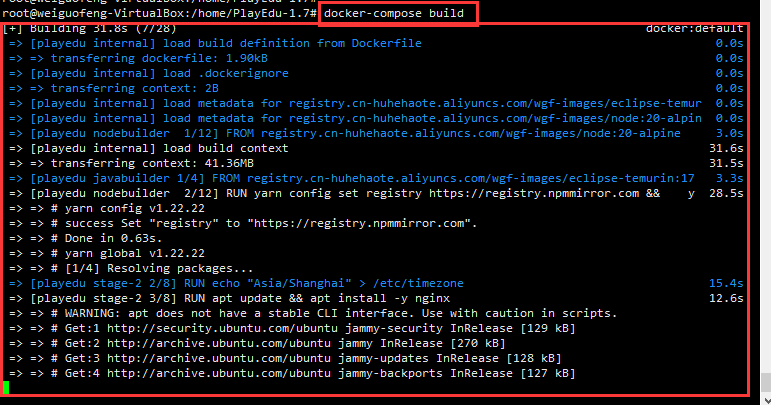 root@weiguofeng-VirtualBox:/home/PlayEdu-1.7#
root@weiguofeng-VirtualBox:/home/PlayEdu-1.7# docker-compose build
[+] Building 31.8s (7/28) docker:default
=> [playedu internal] load build definition from Dockerfile 0.0s
=> => transferring dockerfile: 1.90kB 0.0s
=> [playedu internal] load .dockerignore 0.0s
=> => transferring context: 2B 0.0s
=> [playedu internal] load metadata for registry.cn-huhehaote.aliyuncs.com/wgf-images/eclipse-temur 0.0s
=> [playedu internal] load metadata for registry.cn-huhehaote.aliyuncs.com/wgf-images/node:20-alpin 0.0s
=> [playedu nodebuilder 1/12] FROM registry.cn-huhehaote.aliyuncs.com/wgf-images/node:20-alpine 3.0s
=> [playedu internal] load build context 31.6s
=> => transferring context: 41.36MB 31.5s
=> [playedu javabuilder 1/4] FROM registry.cn-huhehaote.aliyuncs.com/wgf-images/eclipse-temurin:17 3.3s
=> [playedu nodebuilder 2/12] RUN yarn config set registry https://registry.npmmirror.com && y 28.5s
=> => # yarn config v1.22.22
=> => # success Set "registry" to "https://registry.npmmirror.com".
=> => # Done in 0.63s.
=> => # yarn global v1.22.22
=> => # [1/4] Resolving packages...
=> [playedu stage-2 2/8] RUN echo "Asia/Shanghai" > /etc/timezone 15.4s
=> [playedu stage-2 3/8] RUN apt update && apt install -y nginx 12.6s
=> => # WARNING: apt does not have a stable CLI interface. Use with caution in scripts.
=> => # Get:1 http://security.ubuntu.com/ubuntu jammy-security InRelease [129 kB]
=> => # Get:2 http://archive.ubuntu.com/ubuntu jammy InRelease [270 kB]
=> => # Get:3 http://archive.ubuntu.com/ubuntu jammy-updates InRelease [128 kB]
=> => # Get:4 http://archive.ubuntu.com/ubuntu jammy-backports InRelease [127 kB]